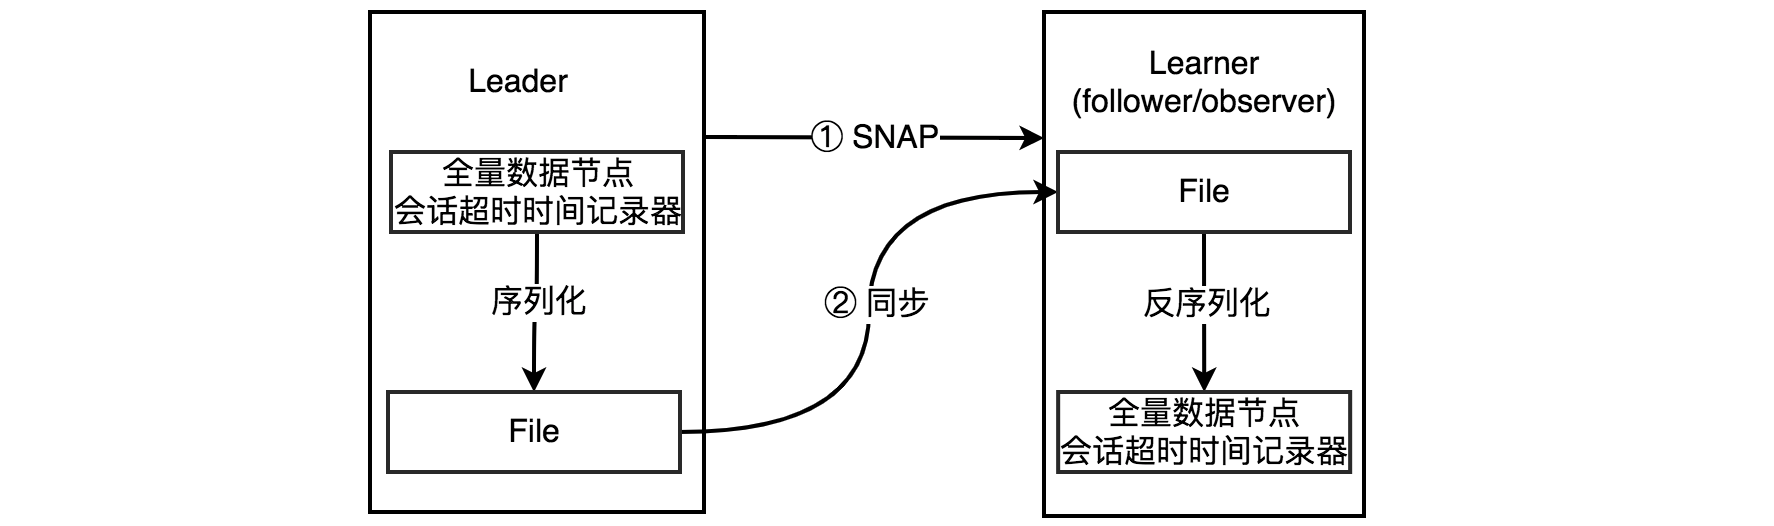 Leader
全量数据节点
会话超时时间记录器
序列化
File
① SNAP
② 同步
Learner
(follower/observer)
File
反序列化
全量数据节点
会话超时时间记录器